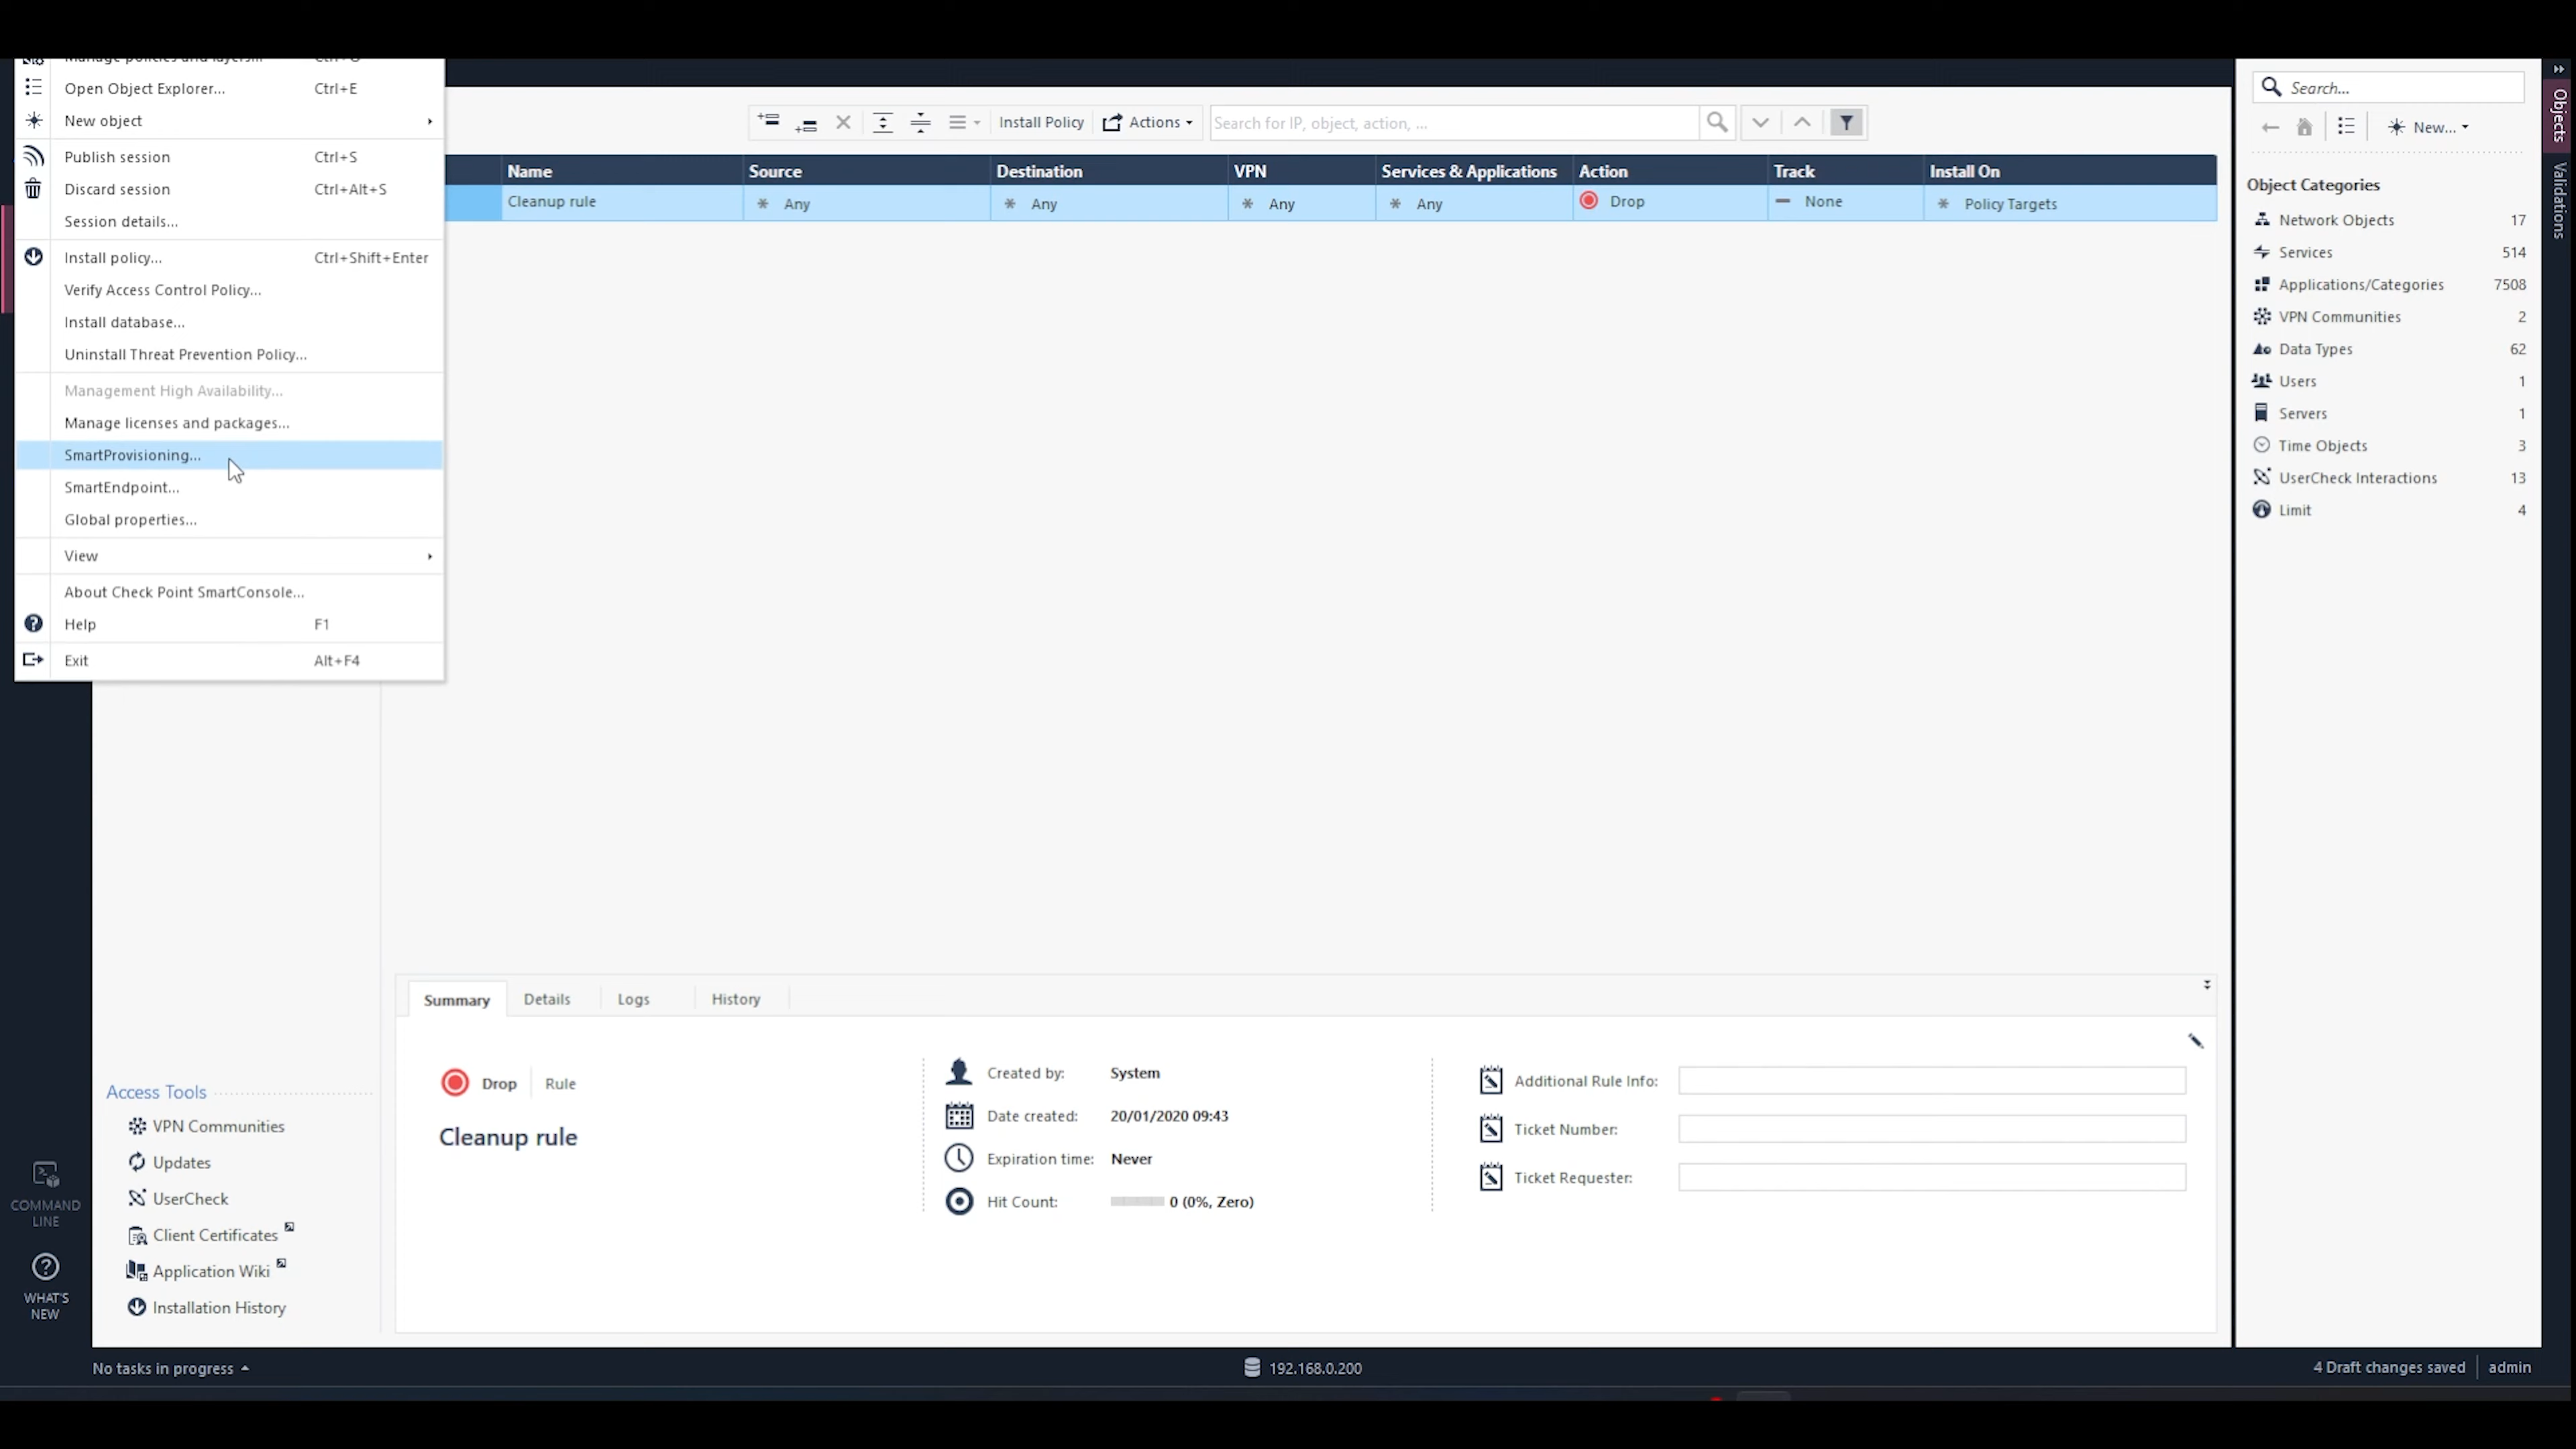 Manage policies and layers... Ctrl+O
Open Object Explorer... Ctrl+E
New object
Publish session Ctrl+S
Discard session Ctrl+Alt+S
Session details...
Install policy... Ctrl+Shift+Enter
Verify Access Control Policy...
Install database...
Uninstall Threat Prevention Policy...
Management High Availability...
Manage licenses and packages...
SmartProvisioning...
SmartEndpoint...
Global properties...
View
About Check Point SmartConsole...
Help F1
Exit Alt+F4
Install Policy Actions Search for IP, object, action, ...
Name Source Destination VPN Services & Applications Action Track Install On
Cleanup rule Any Any Any Any Drop None Policy Targets
Search...
New...
Object Categories
Network Objects 17
Services 514
Applications/Categories 7508
VPN Communities 2
Data Types 62
Users 1
Servers 1
Time Objects 3
UserCheck Interactions 13
Limit 4
Objects
Validations
Access Tools
VPN Communities
Updates
UserCheck
Client Certificates
Application Wiki
Installation History
COMMAND
LINE
WHAT'S
NEW
Summary Details Logs History
Drop Rule
Cleanup rule
Created by: System
Date created: 20/01/2020 09:43
Expiration time: Never
Hit Count: 0 (0%, Zero)
Additional Rule Info:
Ticket Number:
Ticket Requester:
No tasks in progress 192.168.0.200 4 Draft changes saved admin